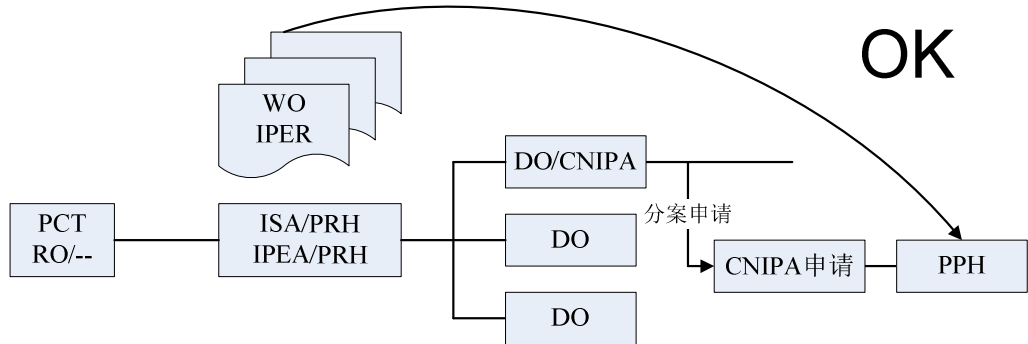 OK
WO
IPER
DO/CNIPA
分案申请
PCT
RO/--
ISA/PRH
IPEA/PRH
DO
CNIPA申请
PPH
DO